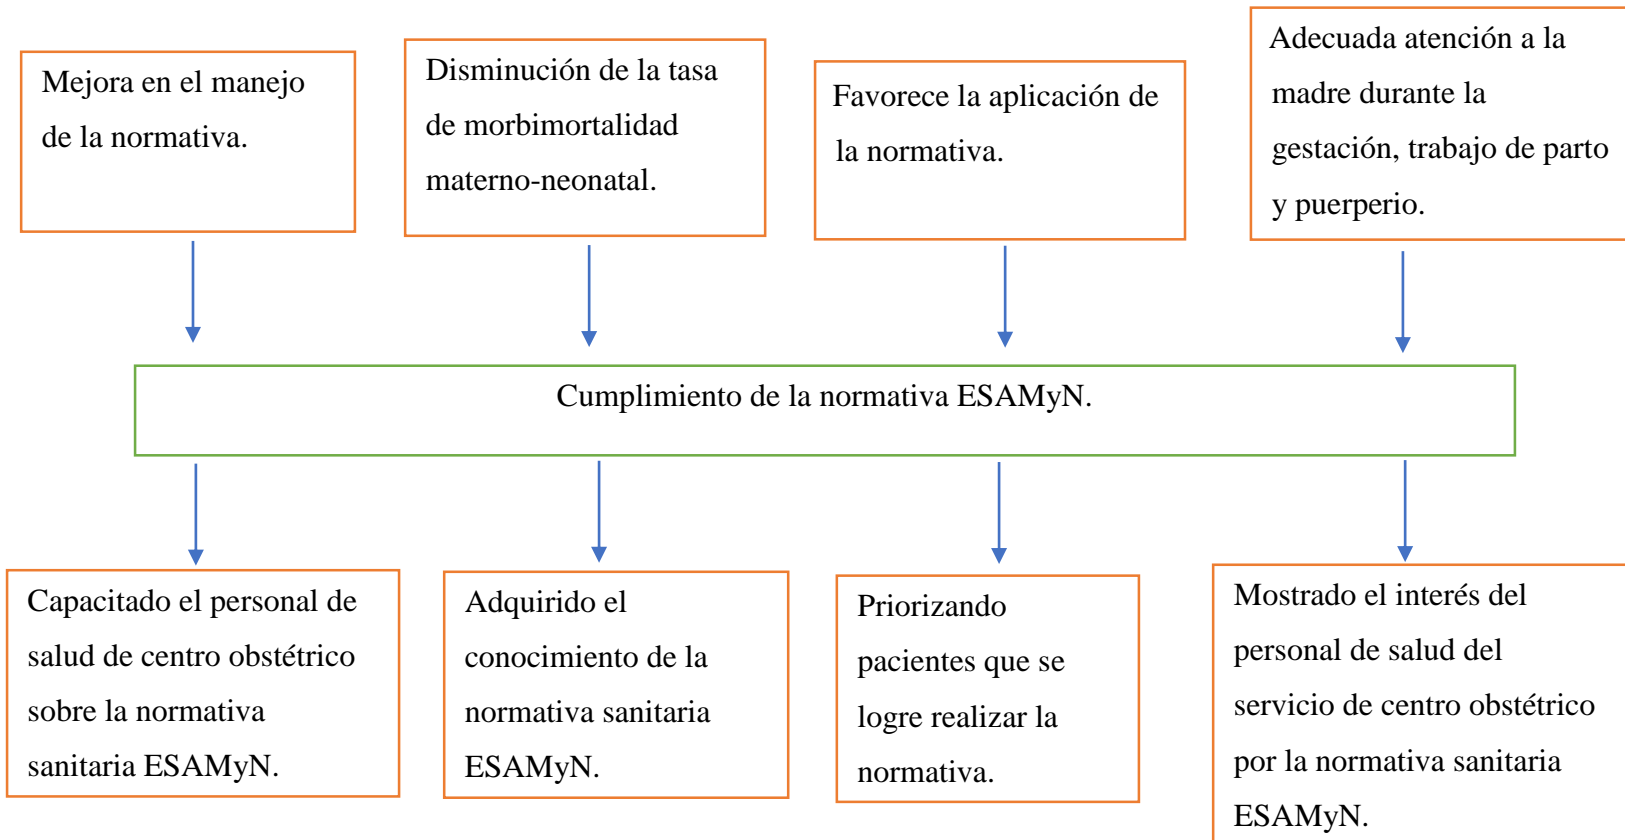 Mejora en el manejo
de la normativa.
Disminución de la tasa
de morbimortalidad
materno-neonatal.
Favorece la aplicación de
la normativa.
Adecuada atención a la
madre durante la
gestación, trabajo de parto
y puerperio.
Cumplimiento de la normativa ESAMyN.
Capacitado el personal de
salud de centro obstétrico
sobre la normativa
sanitaria ESAMyN.
Adquirido el
conocimiento de la
normativa sanitaria
ESAMyN.
Priorizando
pacientes que se
logre realizar la
normativa.
Mostrado el interés del
personal de salud del
servicio de centro obstétrico
por la normativa sanitaria
ESAMyN.